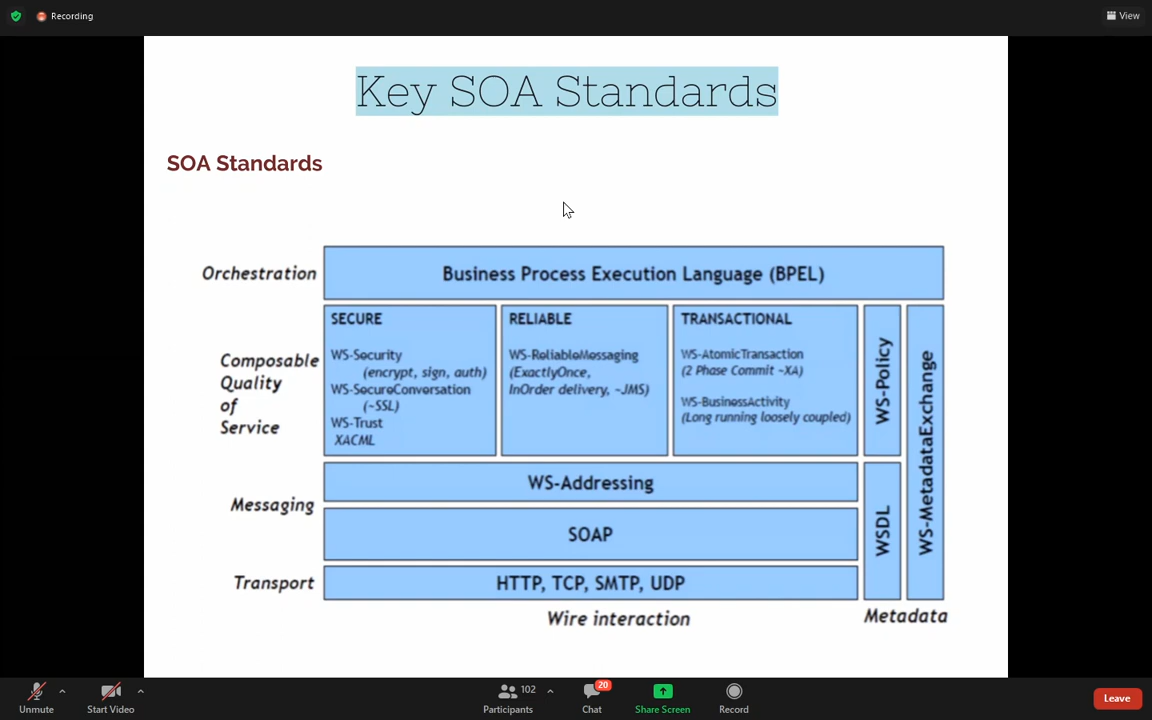 Recording
View
Key SOA Standards
SOA Standards
Orchestration
Business Process Execution Language (BPEL)
Composable
Quality
of
Service
SECURE
WS-Security
(encrypt, sign, auth)
WS-SecureConversation
(~SSL)
WS-Trust
XACML
RELIABLE
WS-ReliableMessaging
(ExactlyOnce,
InOrder delivery, ~JMS)
TRANSACTIONAL
WS-AtomicTransaction
(2 Phase Commit ~XA)
WS-BusinessActivity
(Long running loosely coupled)
WS-Policy
WS-MetadataExchange
Messaging
WS-Addressing
SOAP
WSDL
Transport
HTTP, TCP, SMTP, UDP
Wire interaction
Metadata
Unmute
Start Video
102
Participants
20
Chat
Share Screen
Record
Leave